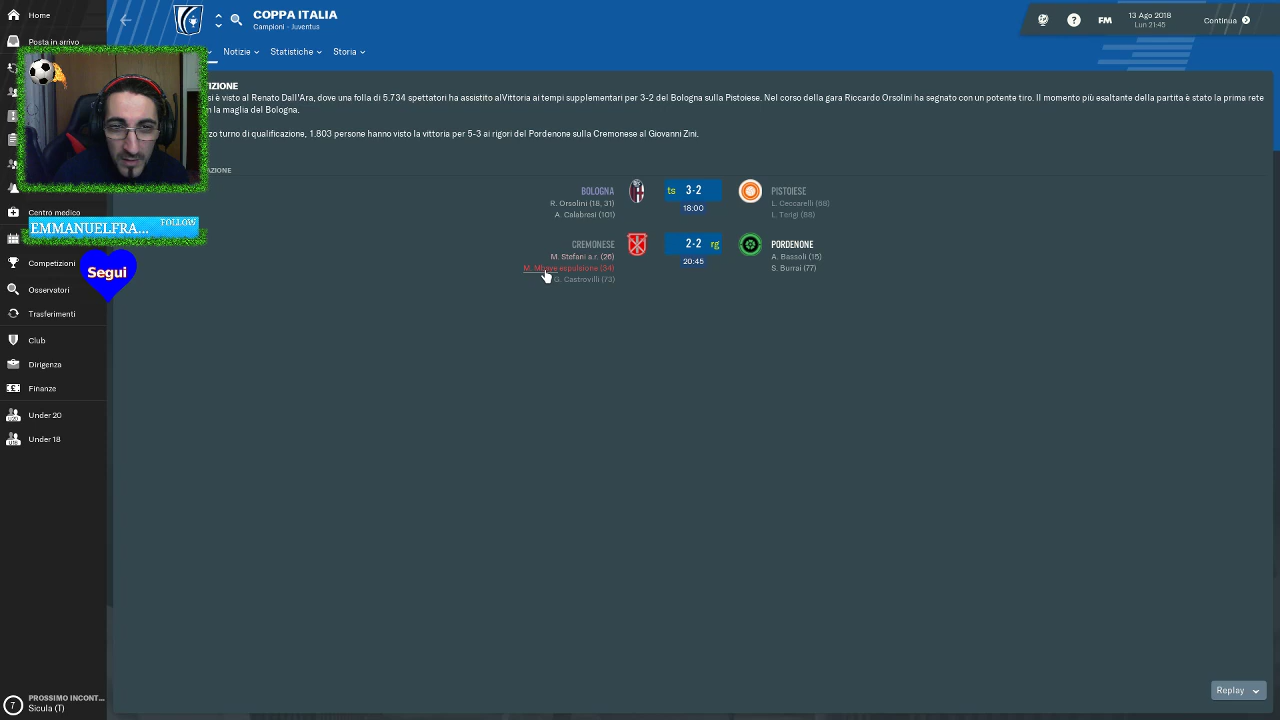 Home
COPPA ITALIA
Campioni - Juventus
FM
13 Ago 2018
Lun 21:45
Continua
Posta in arrivo
Notizie
Statistiche
Storia
IZIONE
si è visto al Renato Dall'Ara, dove una folla di 5.734 spettatori ha assistito alVittoria ai tempi supplementari per 3-2 del Bologna sulla Pistoiese. Nel corso della gara Riccardo Orsolini ha segnato con un potente tiro. Il momento più esaltante della partita è stato la prima rete
n la maglia del Bologna.
rzo turno di qualificazione, 1.803 persone hanno visto la vittoria per 5-3 ai rigori del Pordenone sulla Cremonese al Giovanni Zini.
AZIONE
BOLOGNA ts 3-2 PISTOIESE
R. Orsolini (18, 31) L. Ceccarelli (68)
18:00
A. Calabresi (101) L. Terigi (88)
CREMONESE 2-2 rg PORDENONE
M. Stefani a.r. (26) A. Bassoli (15)
20:45
M. Mbaye espulsione (34) S. Burrai (77)
G. Castrovilli (73)
Centro medico
EMMANUELFRA... FOLLOW
Competizioni
Segui
Osservatori
Trasferimenti
Club
Dirigenza
Finanze
Under 20
Under 18
Replay
PROSSIMO INCONT...
7 Sicula (T)